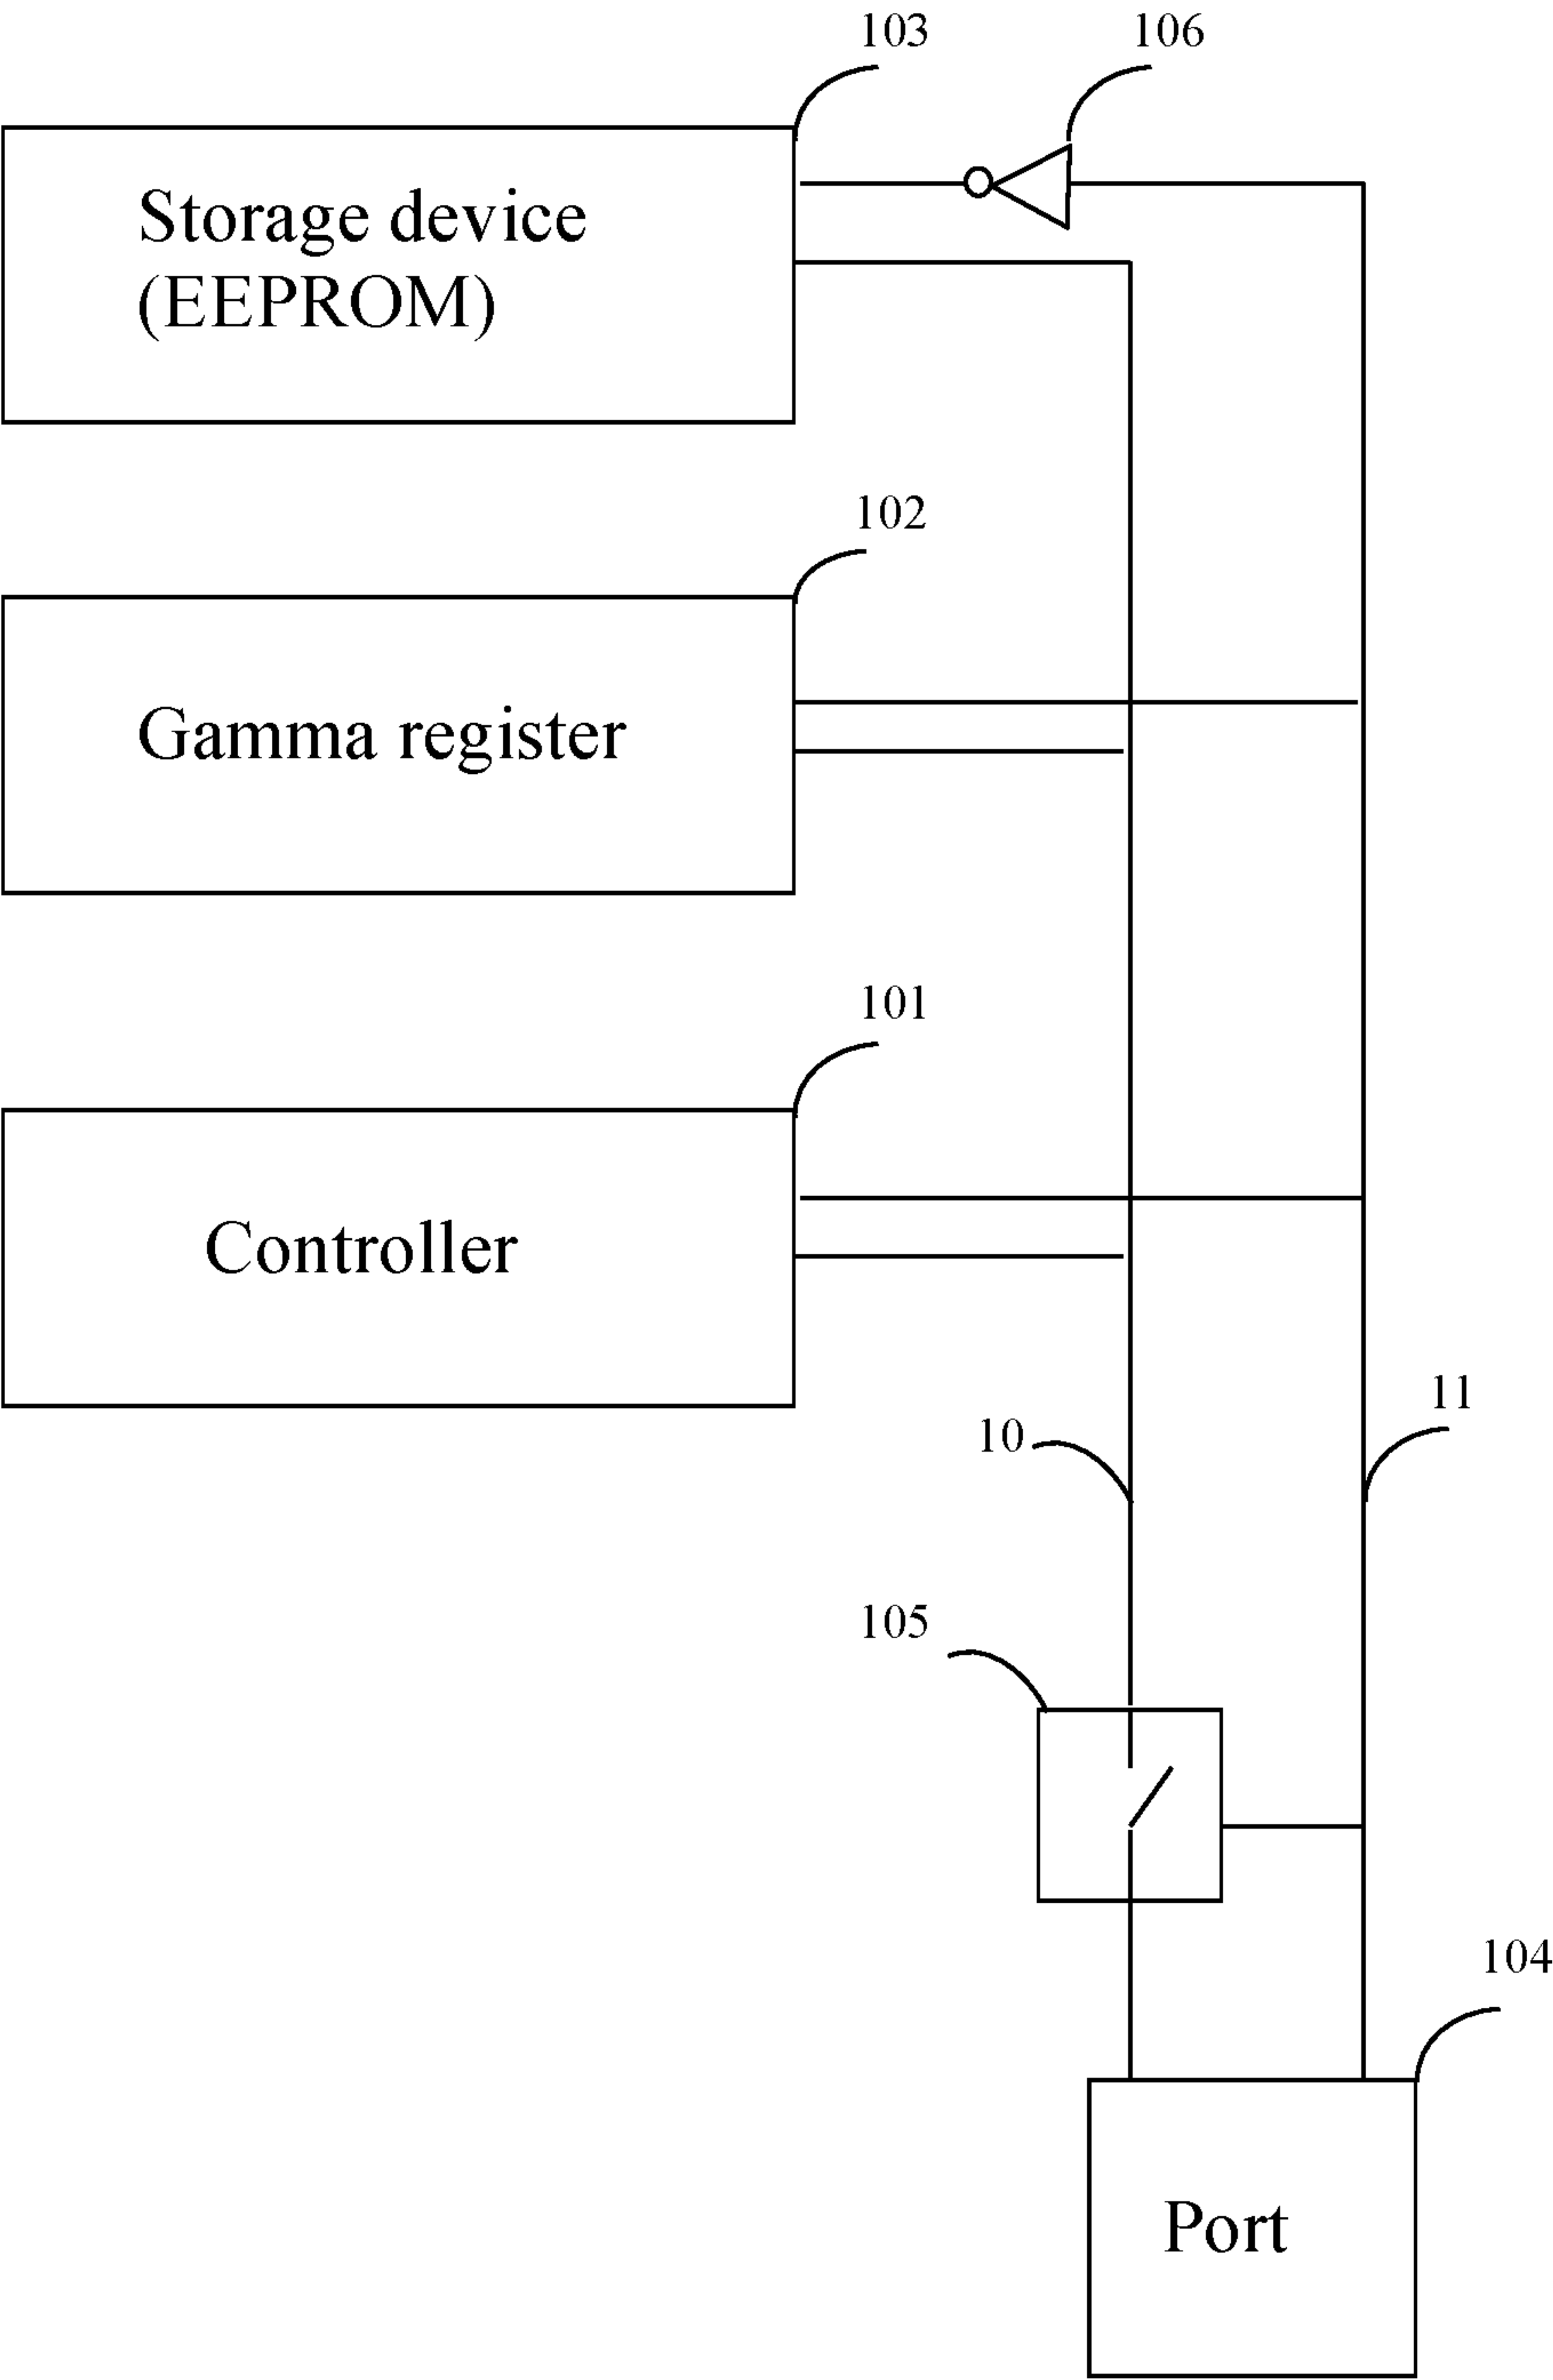 103
106
Storage device
(EEPROM)
102
Gamma register
101
Controller
11
10
105
104
Port